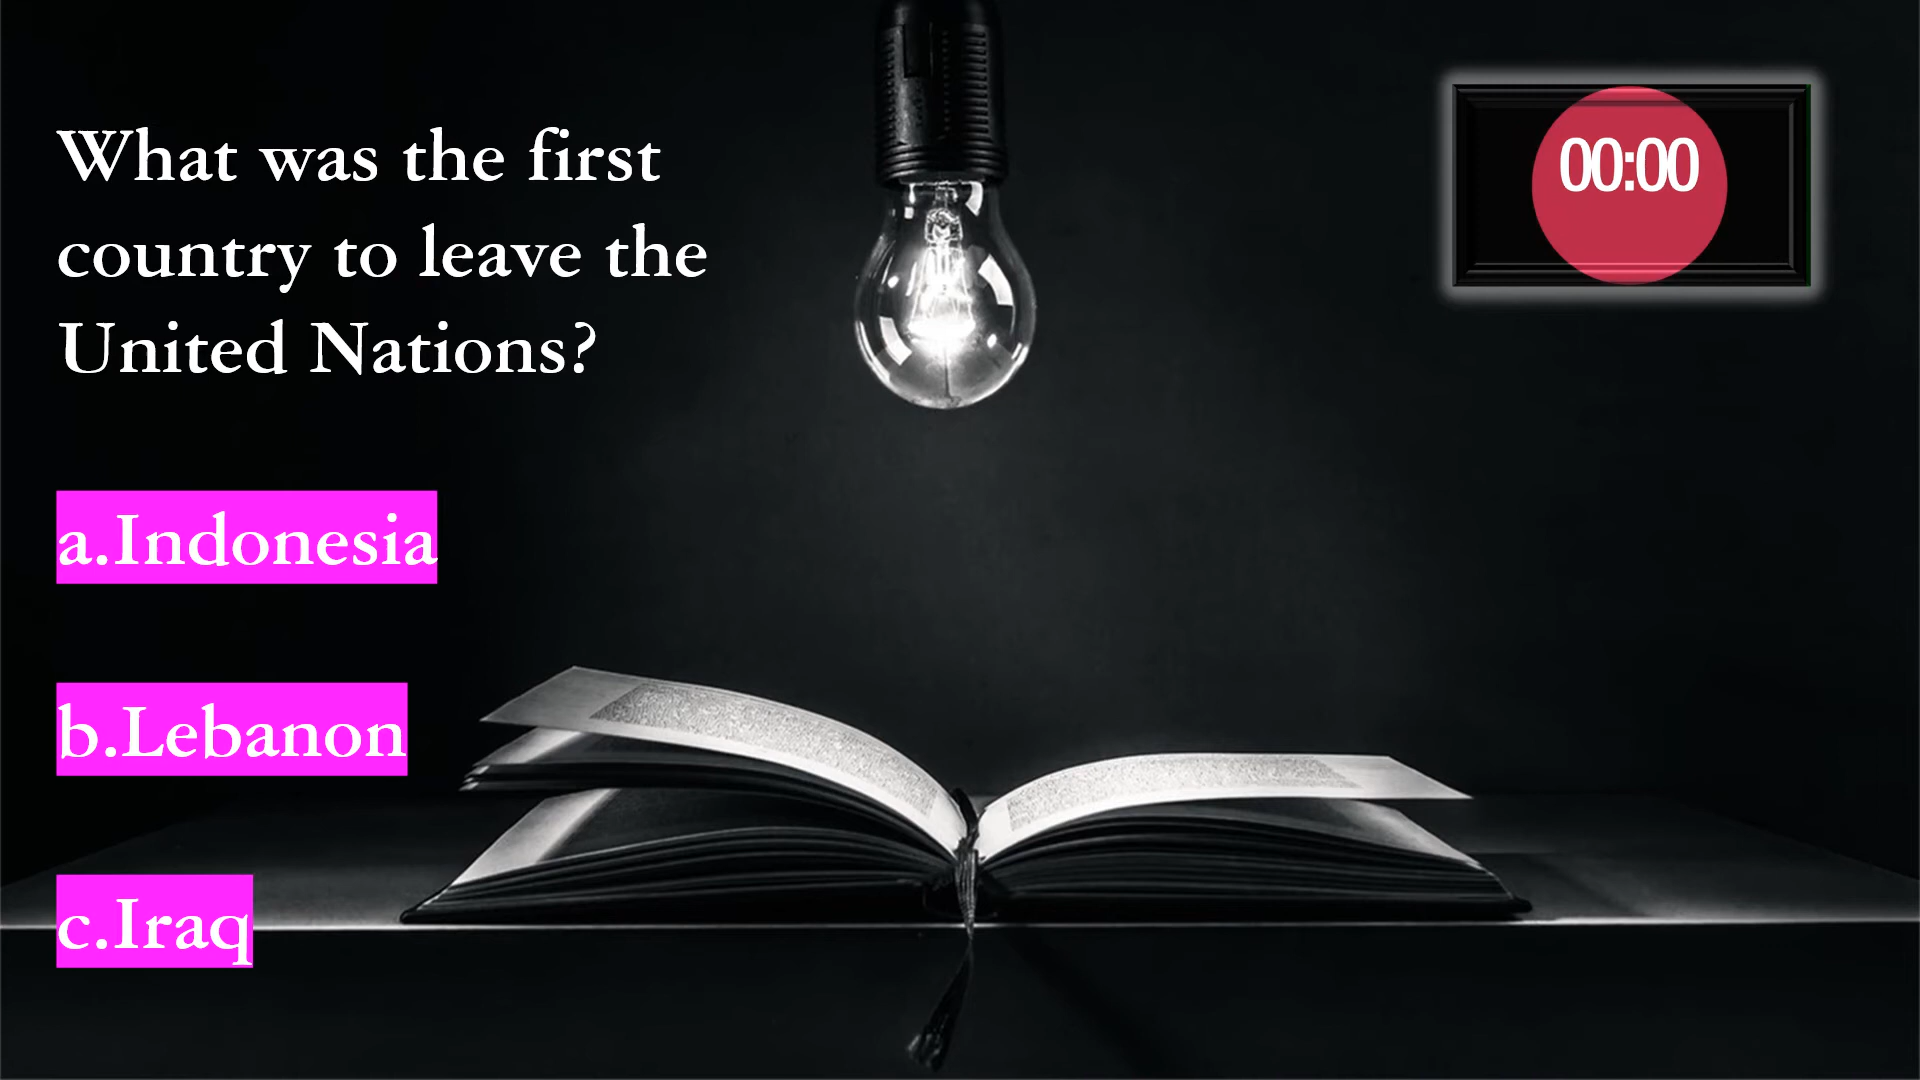 What was the first
country to leave the
United Nations?
a.Indonesia
b.Lebanon
c.Iraq
00:00